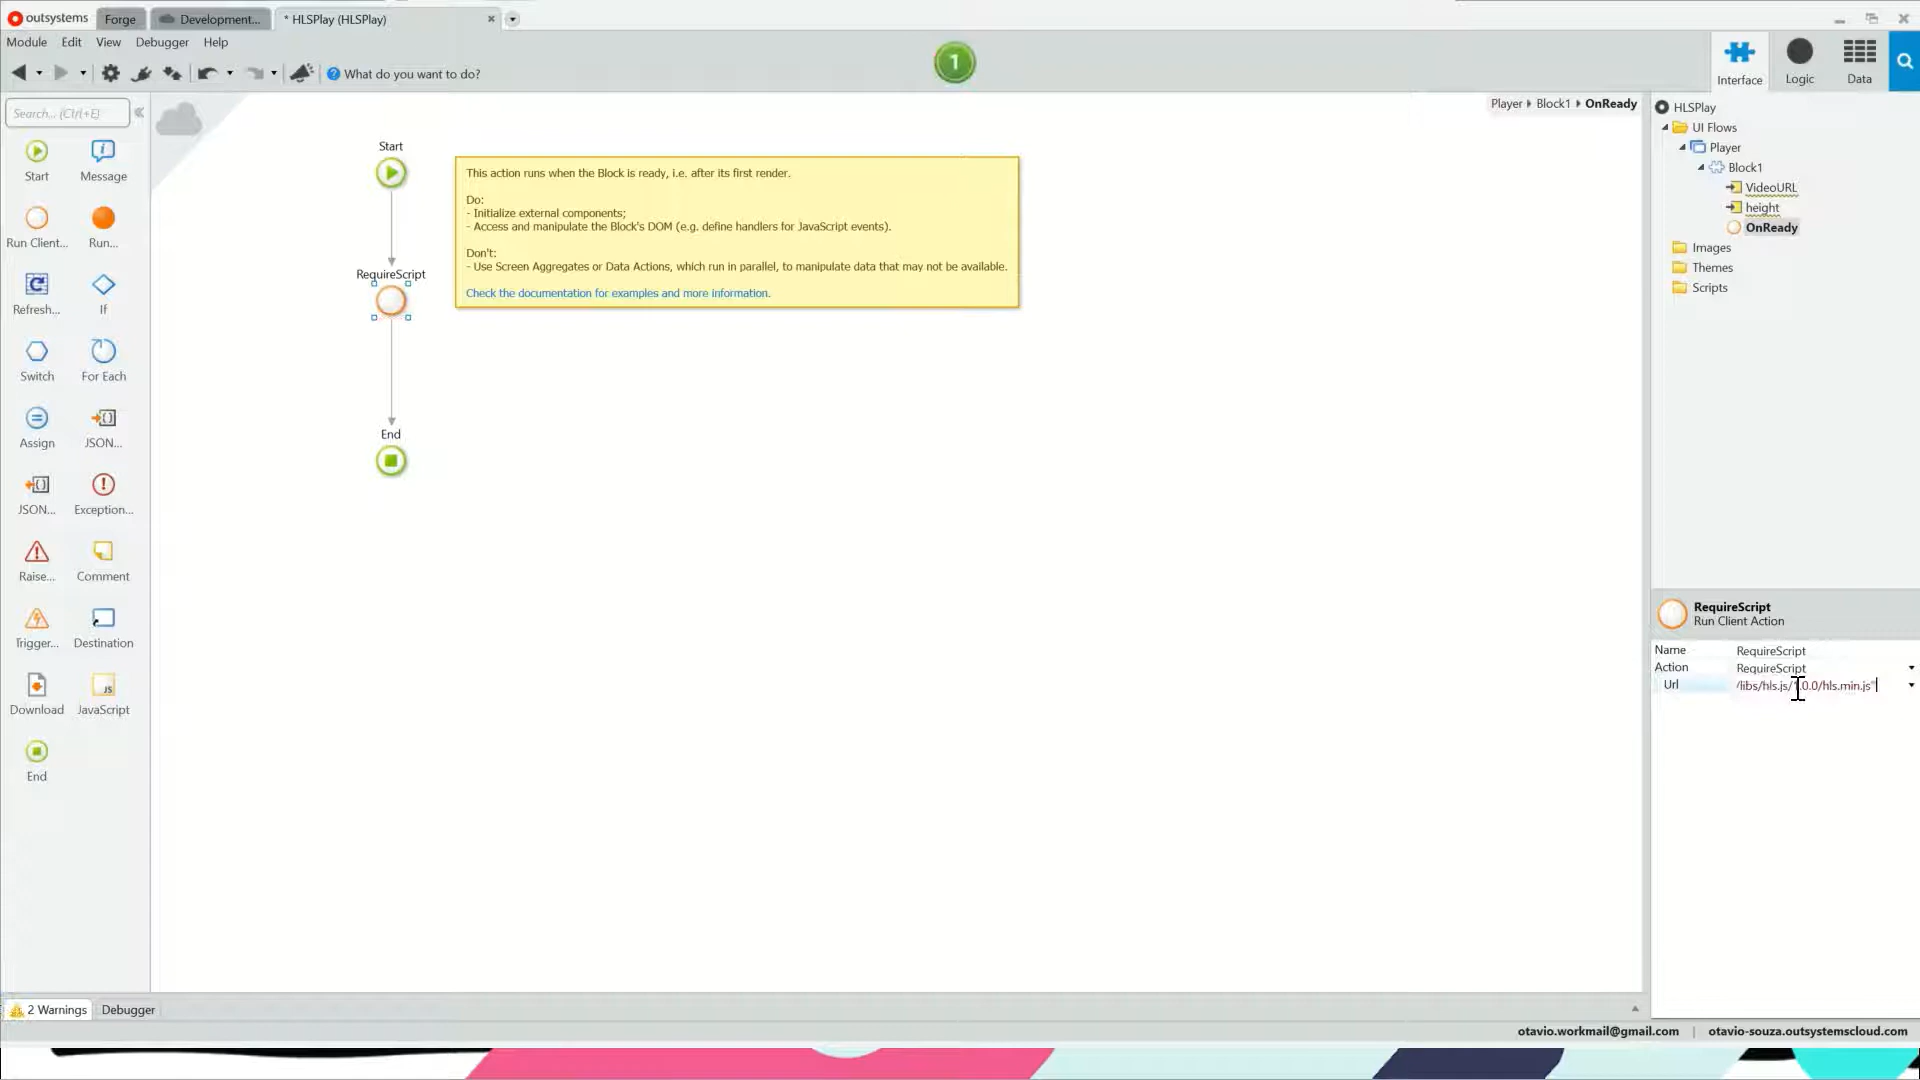 outsystems
Forge
Development...
* HLSPlay (HLSPlay)
Module
Edit
View
Debugger
Help
What do you want to do?
1
Interface
Logic
Data
Search... (Ctrl+E)
Start
Message
Run Client...
Run...
Refresh...
If
Switch
For Each
Assign
JSON...
JSON...
Exception...
Raise...
Comment
Trigger...
Destination
Download
JS
JavaScript
End
Player
Block1
OnReady
Start
RequireScript
End
This action runs when the Block is ready, i.e. after its first render.
Do:
- Initialize external components;
- Access and manipulate the Block's DOM (e.g. define handlers for JavaScript events).
Don't:
- Use Screen Aggregates or Data Actions, which run in parallel, to manipulate data that may not be available.
Check the documentation for examples and more information.
HLSPlay
UI Flows
Player
Block1
VideoURL
height
OnReady
Images
Themes
Scripts
RequireScript
Run Client Action
Name RequireScript
Action RequireScript
Url /libs/hls.js/1.0.0/hls.min.js"
2 Warnings
Debugger
otavio.workmail@gmail.com | otavio-souza.outsystemscloud.com